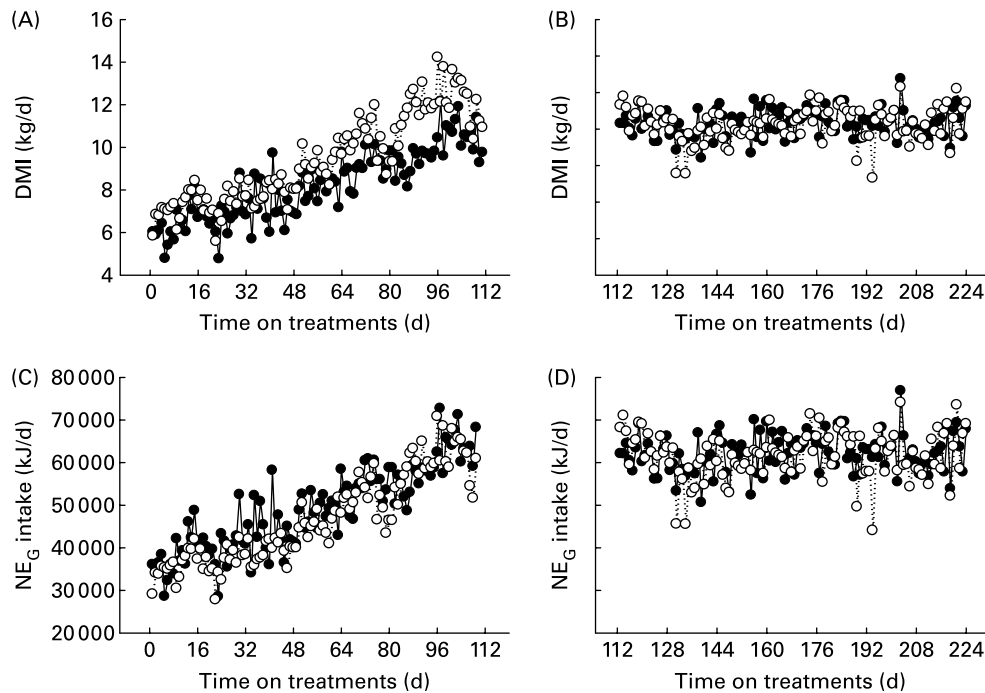 (A)
16
14
12
10
8
6
4
DMI (kg/d)
0 16 32 48 64 80 96 112
Time on treatments (d)
(B)
DMI (kg/d)
112 128 144 160 176 192 208 224
Time on treatments (d)
(C)
80 000
70 000
60 000
50 000
40 000
30 000
20 000
NEG intake (kJ/d)
0 16 32 48 64 80 96 112
Time on treatments (d)
(D)
NEG intake (kJ/d)
112 128 144 160 176 192 208 224
Time on treatments (d)